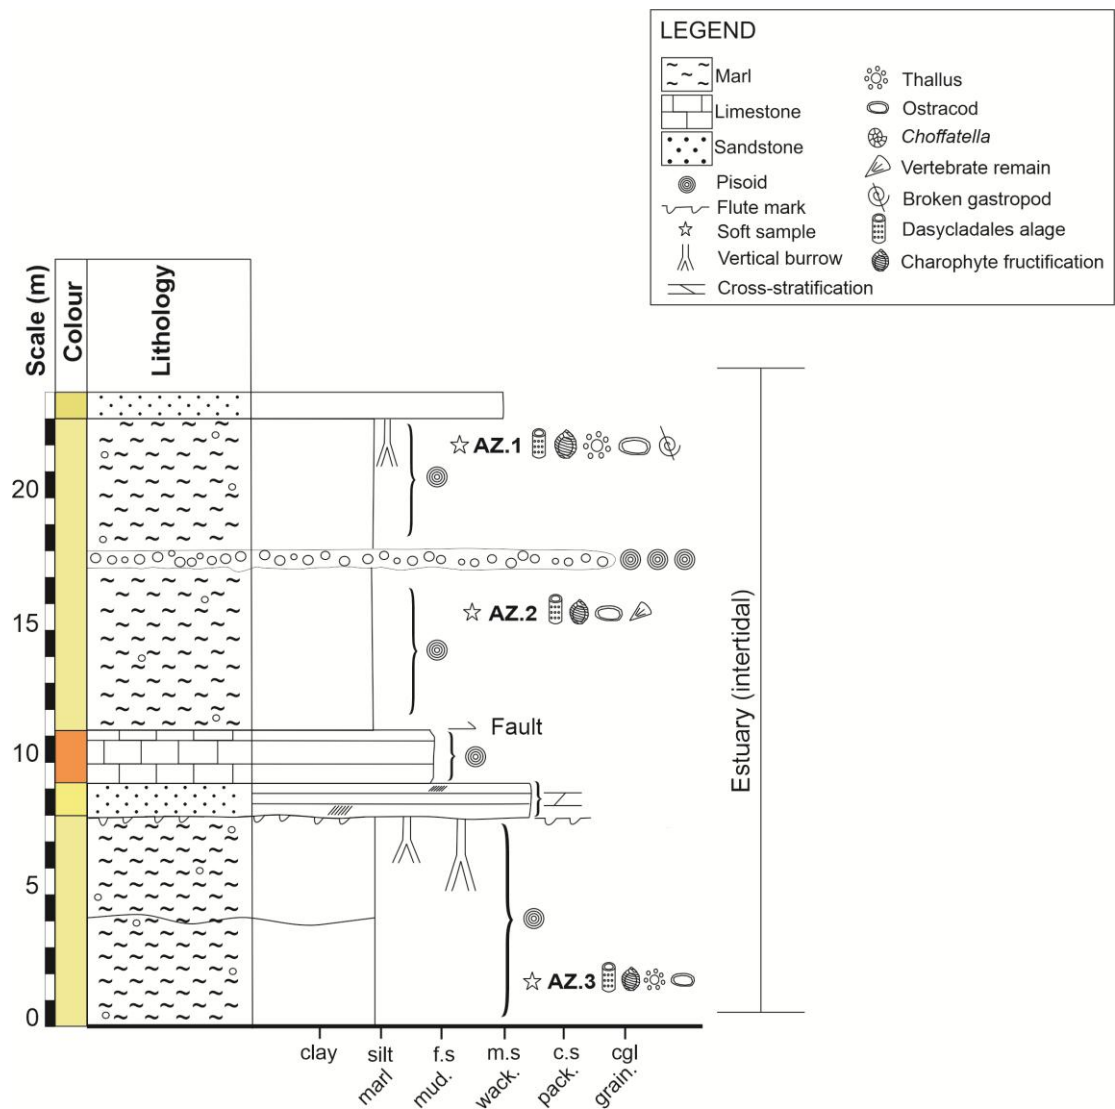 LEGEND
Marl
Limestone
Sandstone
Pisoid
Flute mark
Soft sample
Vertical burrow
Cross-stratification
Thallus
Ostracod
Choffatella
Vertebrate remain
Broken gastropod
Dasycladales alage
Charophyte fructification
Scale (m)
Colour
Lithology
AZ.1
20
15
AZ.2
Fault
10
5
AZ.3
0
Estuary (intertidal)
clay silt f.s m.s c.s cgl
marl mud. wack. pack. grain.